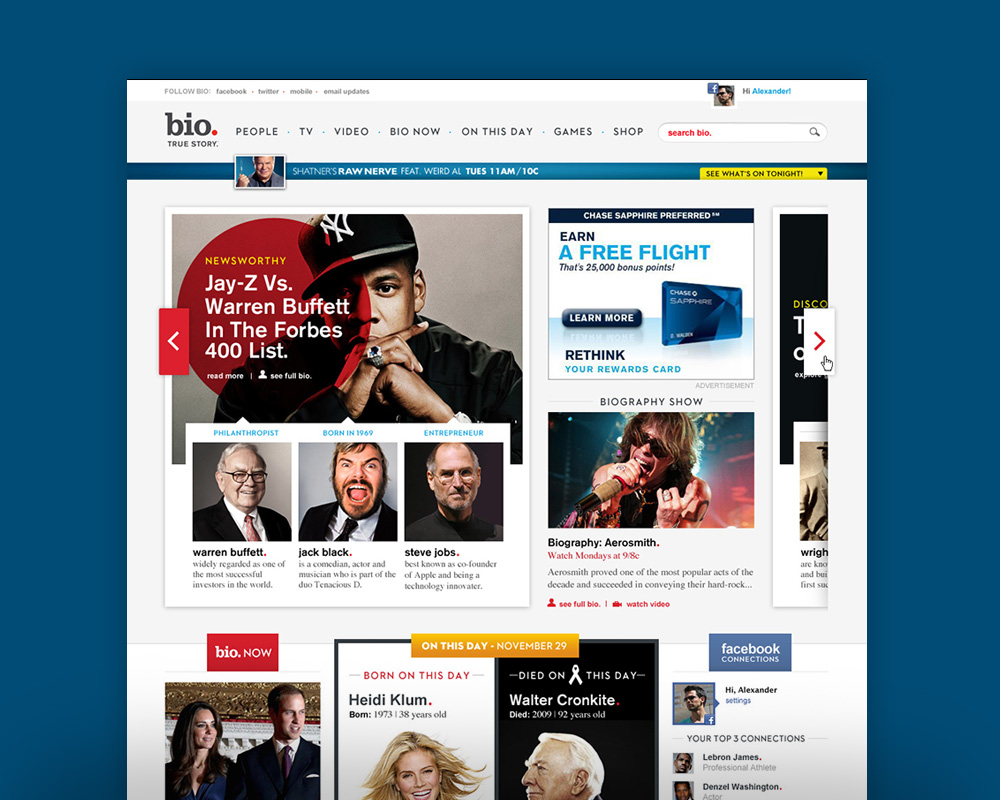 FOLLOW BIO: facebook • twitter • mobile • email updates
Hi Alexander!
bio.
TRUE STORY.
PEOPLE • TV • VIDEO • BIO NOW • ON THIS DAY • GAMES • SHOP
search bio.
SHATNER'S RAW NERVE FEAT. WEIRD AL TUES 11AM/10C
SEE WHAT'S ON TONIGHT!
NEWSWORTHY
Jay-Z Vs.
Warren Buffett
In The Forbes
400 List.
read more | see full bio.
PHILANTHROPIST
BORN IN 1969
ENTREPRENEUR
warren buffett.
widely regarded as one of
the most successful
investors in the world.
jack black.
is a comedian, actor and
musician who is part of the
duo Tenacious D.
steve jobs.
best known as co-founder
of Apple and being a
technology innovater.
CHASE SAPPHIRE PREFERRED℠
EARN
A FREE FLIGHT
That's 25,000 bonus points!
CHASE
SAPPHIRE
D. WALDEN
LEARN MORE
RETHINK
YOUR REWARDS CARD
ADVERTISEMENT
BIOGRAPHY SHOW
Biography: Aerosmith.
Watch Mondays at 9/8c
Aerosmith proved one of the most popular acts of the
decade and succeeded in conveying their hard-rock...
see full bio. | watch video
DISCO
T
o
explore
wrigh
are kno
and bui
first suc
bio. NOW
ON THIS DAY - NOVEMBER 29
BORN ON THIS DAY
Heidi Klum.
Born: 1973 | 38 years old
DIED ON THIS DAY
Walter Cronkite.
Died: 2009 | 92 years old
facebook
CONNECTIONS
Hi, Alexander
settings
YOUR TOP 3 CONNECTIONS
Lebron James.
Professional Athlete
Denzel Washington.
Actor